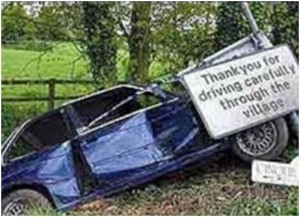 Thank you for
driving carefully
through the
village